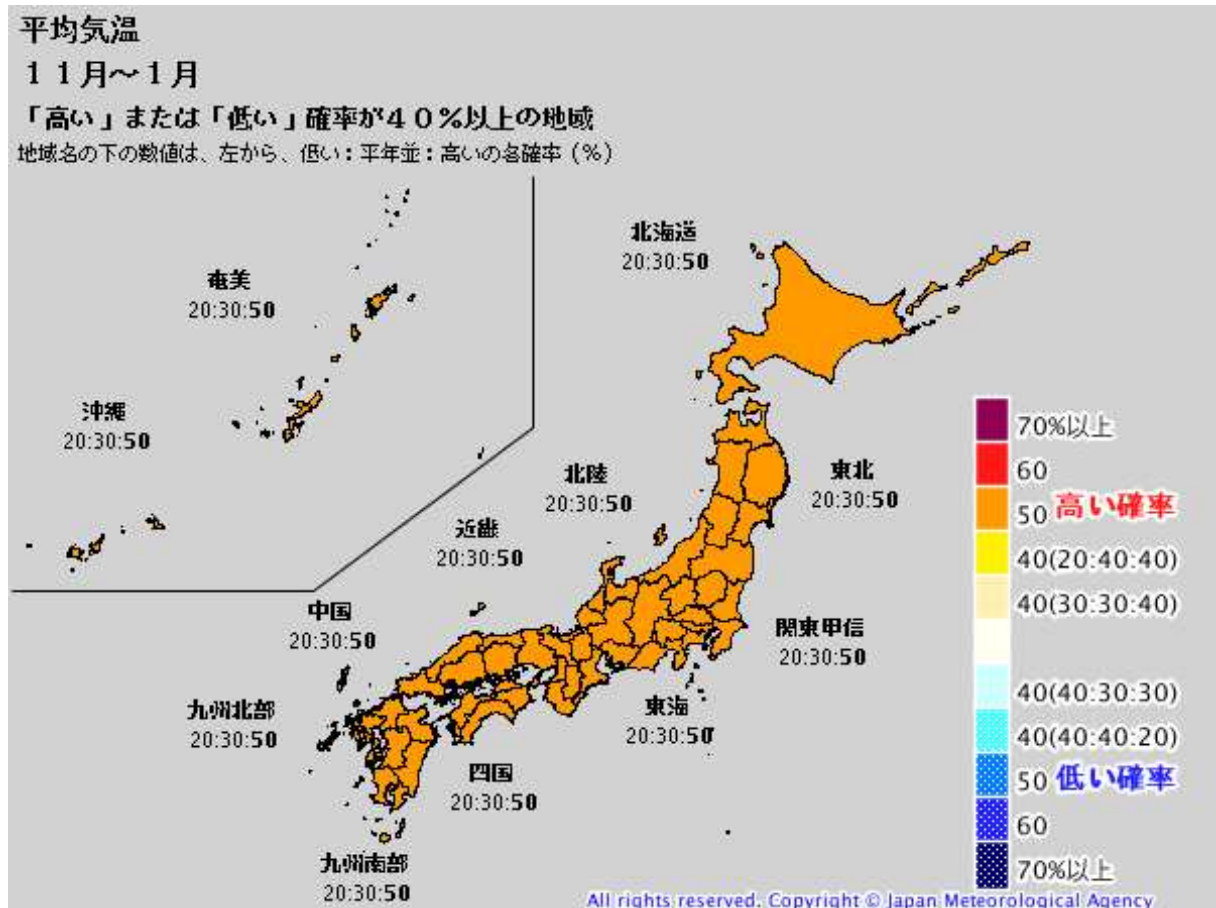 平均気温
11月～1月
「高い」または「低い」確率が40%以上の地域
地域名の下の数値は、左から、低い：平年並：高いの各確率（%）
北海道
20:30:50
奄美
20:30:50
沖縄
20:30:50
北陸
20:30:50
東北
20:30:50
近畿
20:30:50
中国
20:30:50
関東甲信
20:30:50
九州北部
20:30:50
東海
20:30:50
四国
20:30:50
九州南部
20:30:50
70%以上
60
50 高い確率
40(20:40:40)
40(30:30:40)
40(40:30:30)
40(40:40:20)
50 低い確率
60
70%以上
All rights reserved. Copyright © Japan Meteorological Agency